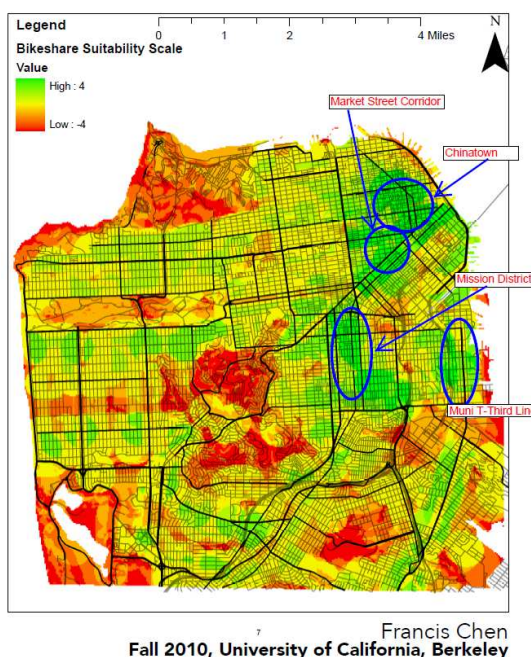 Legend
Bikeshare Suitability Scale
Value
High : 4
Low : -4
0 1 2 4 Miles
N
Market Street Corridor
Chinatown
Mission District
Muni T-Third Lin
7
Francis Chen
Fall 2010, University of California, Berkeley